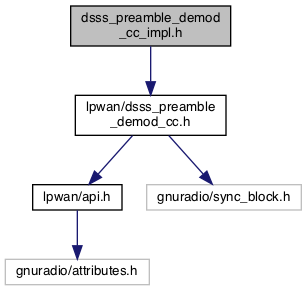 dsss_preamble_demod
_cc_impl.h
lpwan/dsss_preamble
_demod_cc.h
lpwan/api.h
gnuradio/sync_block.h
gnuradio/attributes.h